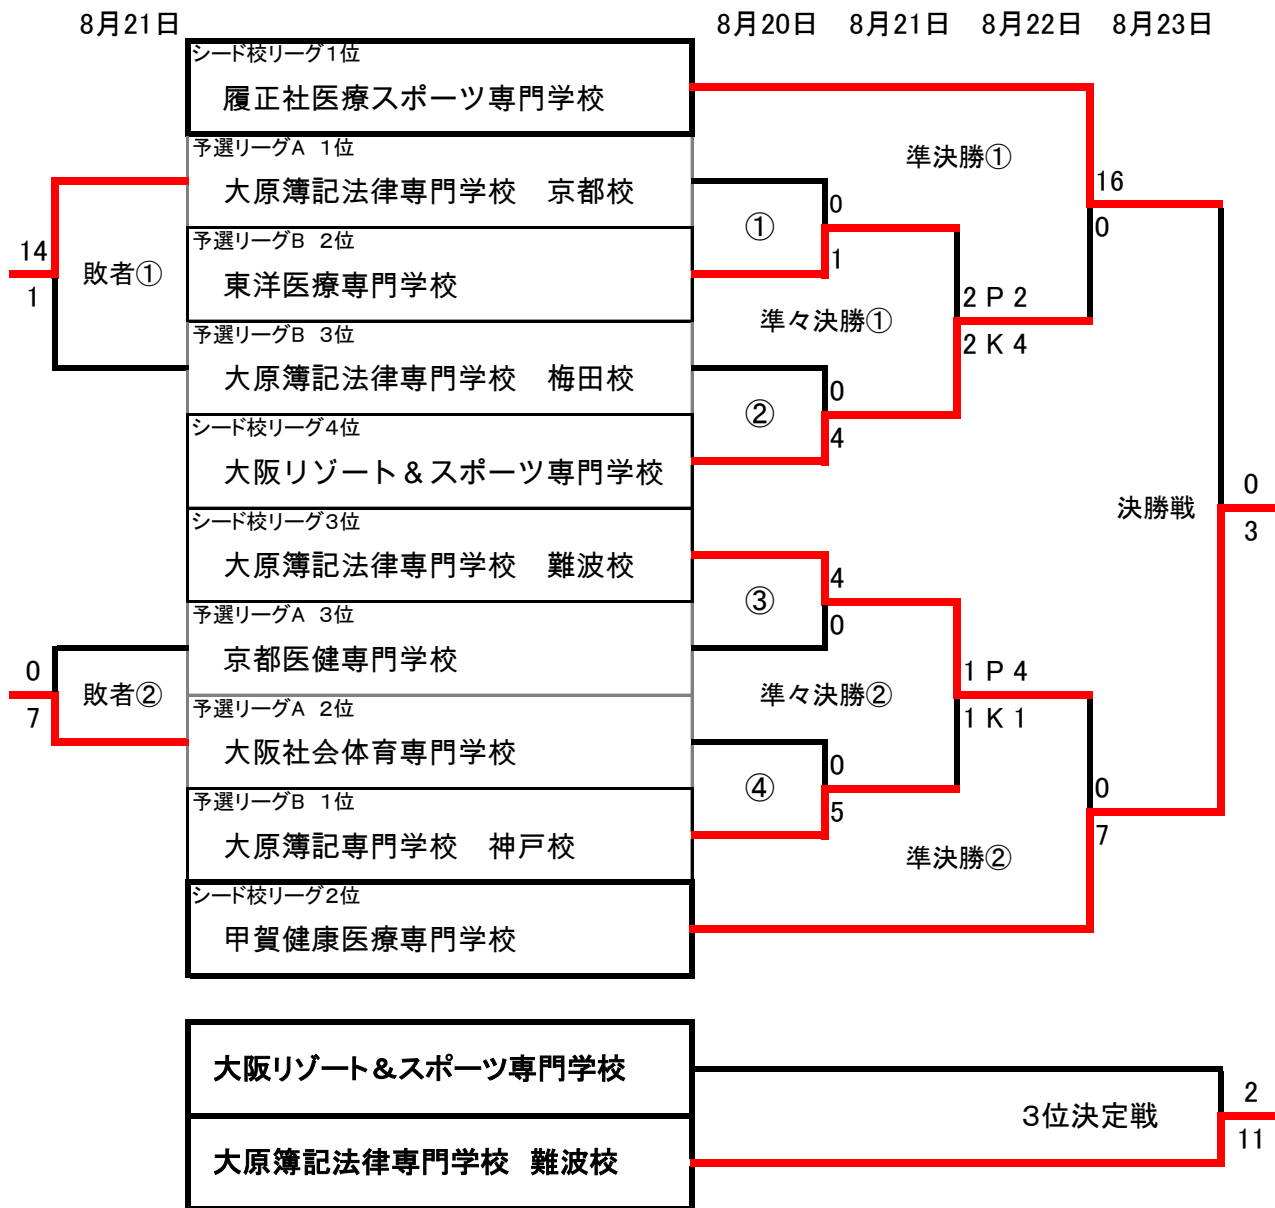 8月21日
8月20日 8月21日 8月22日 8月23日
シード校リーグ1位
履正社医療スポーツ専門学校
準決勝①
予選リーグA 1位
大原簿記法律専門学校 京都校
16
0
0
①
1
予選リーグB 2位
東洋医療専門学校
14
敗者①
1
準々決勝①
2 P 2
2 K 4
予選リーグB 3位
大原簿記法律専門学校 梅田校
0
②
4
シード校リーグ4位
大阪リゾート&スポーツ専門学校
決勝戦
0
3
シード校リーグ3位
大原簿記法律専門学校 難波校
4
③
0
予選リーグA 3位
京都医健専門学校
0
敗者②
7
準々決勝②
1 P 4
1 K 1
予選リーグA 2位
大阪社会体育専門学校
0
④
5
予選リーグB 1位
大原簿記専門学校 神戸校
0
7
準決勝②
シード校リーグ2位
甲賀健康医療専門学校
大阪リゾート&スポーツ専門学校
3位決定戦
2
11
大原簿記法律専門学校 難波校